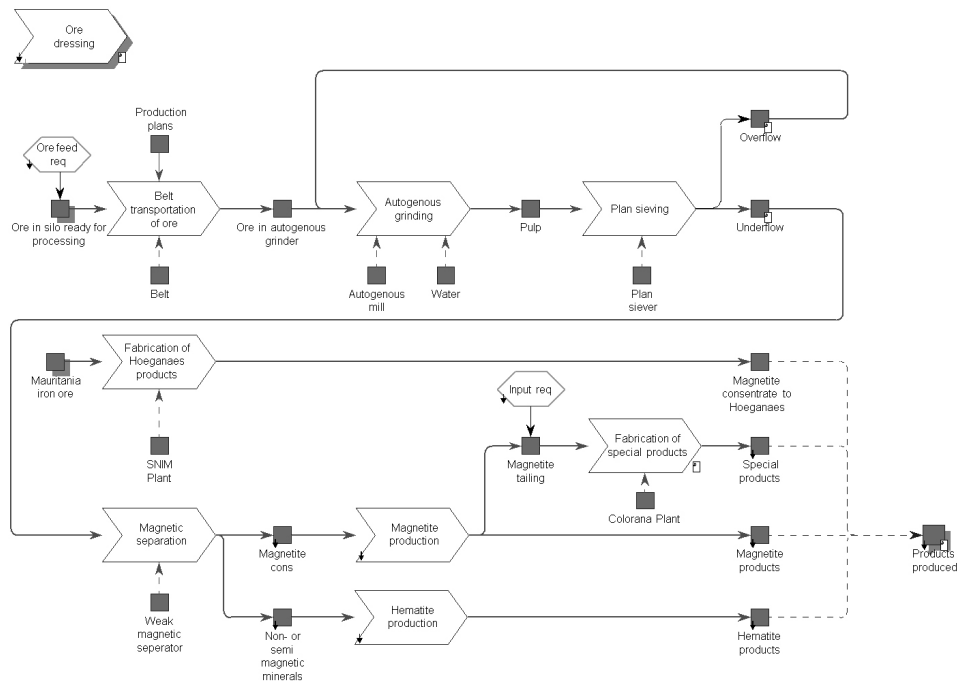 Ore
dressing
Production
plans
Ore feed
req
Overflow
Belt
transportation
of ore
Autogenous
grinding
Plan sieving
Ore in silo ready for
processing
Ore in autogenous
grinder
Pulp
Underflow
Belt
Autogenous
mill
Water
Plan
siever
Fabrication of
Hoeganaes
products
Mauritania
iron ore
Magnetite
consentrate to
Hoeganaes
Input req
Fabrication of
special products
SNIM
Plant
Magnetite
tailing
Special
products
Colorana Plant
Magnetic
separation
Magnetite
production
Magnetite
cons
Magnetite
products
Products
produced
Hematite
production
Weak
magnetic
seperator
Non- or
semi
magnetic
minerals
Hematite
products